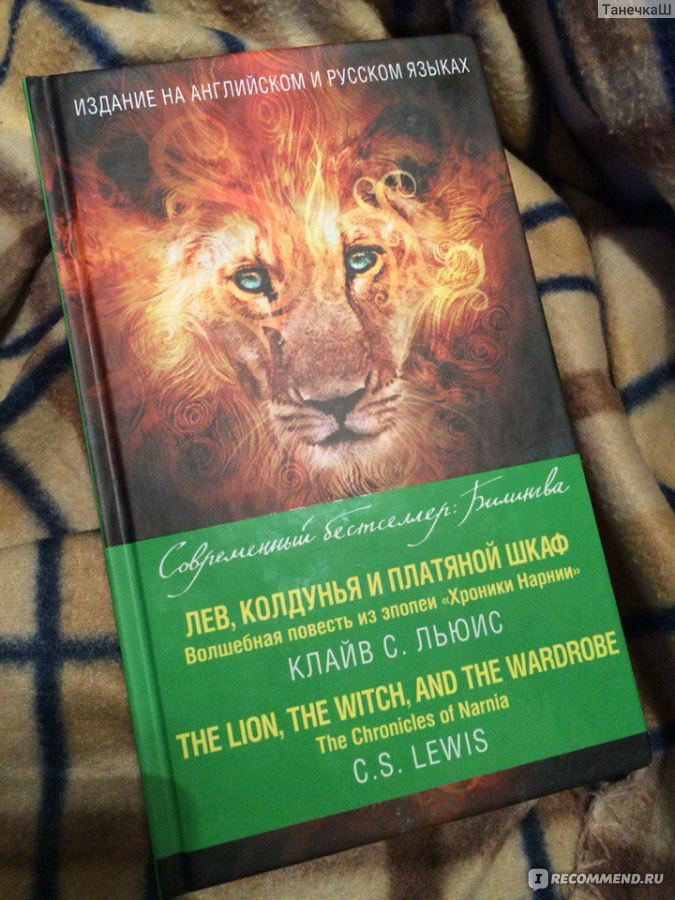 ТанечкаШ
ИЗДАНИЕ НА АНГЛИЙСКОМ И РУССКОМ ЯЗЫКАХ
Современный бестселлер: Билингва
ЛЕВ, КОЛДУНЬЯ И ПЛАТЯНОЙ ШКАФ
Волшебная повесть из эпопеи «Хроники Нарнии»
КЛАЙВ С. ЛЬЮИС
THE LION, THE WITCH, AND THE WARDROBE
The Chronicles of Narnia
C.S. LEWIS
IRECOMMEND.RU